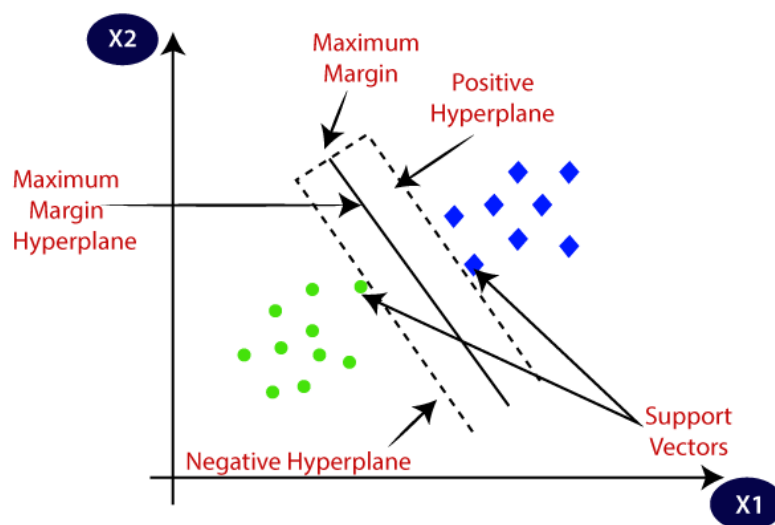 X2
Maximum
Margin
Positive
Hyperplane
Maximum
Margin
Hyperplane
Support
Vectors
Negative Hyperplane
X1